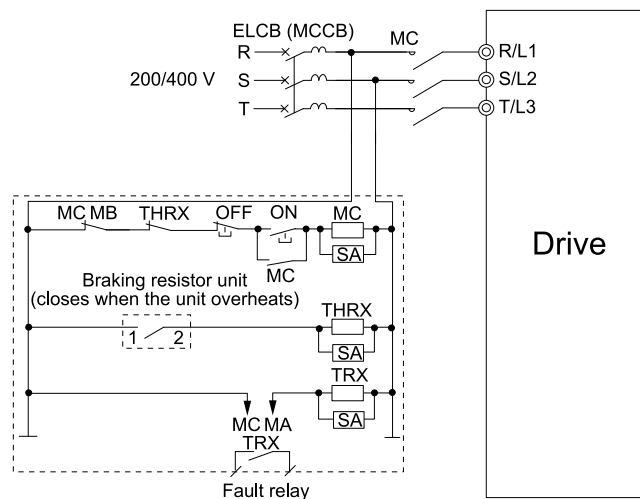 ELCB (MCCB)
MC
R
R/L1
200/400 V
S
S/L2
T
T/L3
MC MB
THRX
OFF
ON
MC
SA
MC
Drive
Braking resistor unit
(closes when the unit overheats)
THRX
1
2
SA
TRX
SA
MC MA
TRX
Fault relay